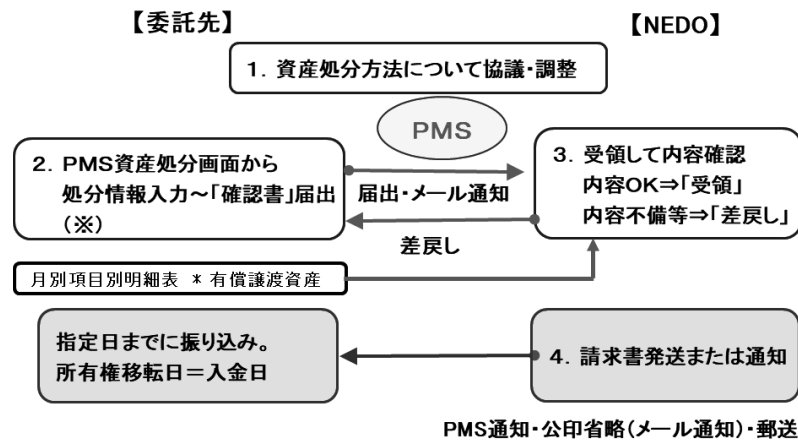 【委託先】
【NEDO】
1．資産処分方法について協議・調整
PMS
2．PMS資産処分画面から
処分情報入力～「確認書」届出
（※）
届出・メール通知
差戻し
3．受領して内容確認
内容OK⇒「受領」
内容不備等⇒「差戻し」
月別項目別明細表 ＊有償譲渡資産
指定日までに振り込み。
所有権移転日＝入金日
4．請求書発送または通知
PMS通知・公印省略（メール通知）・郵送